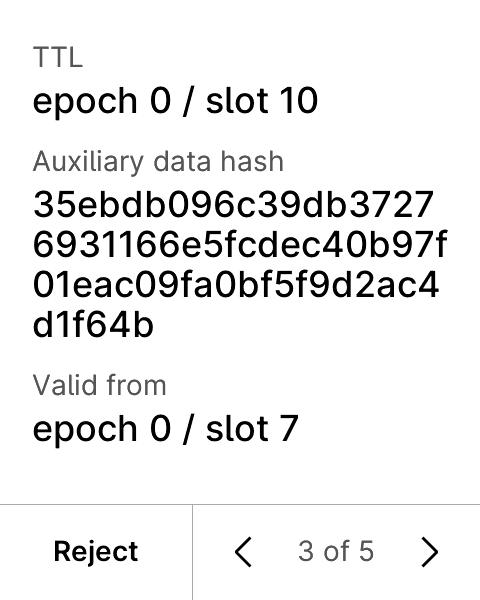 TTL
epoch 0 / slot 10
Auxiliary data hash
35ebdb096c39db3727
6931166e5fcdec40b97f
01eac09fa0bf5f9d2ac4
d1f64b
Valid from
epoch 0 / slot 7
Reject
3 of 5